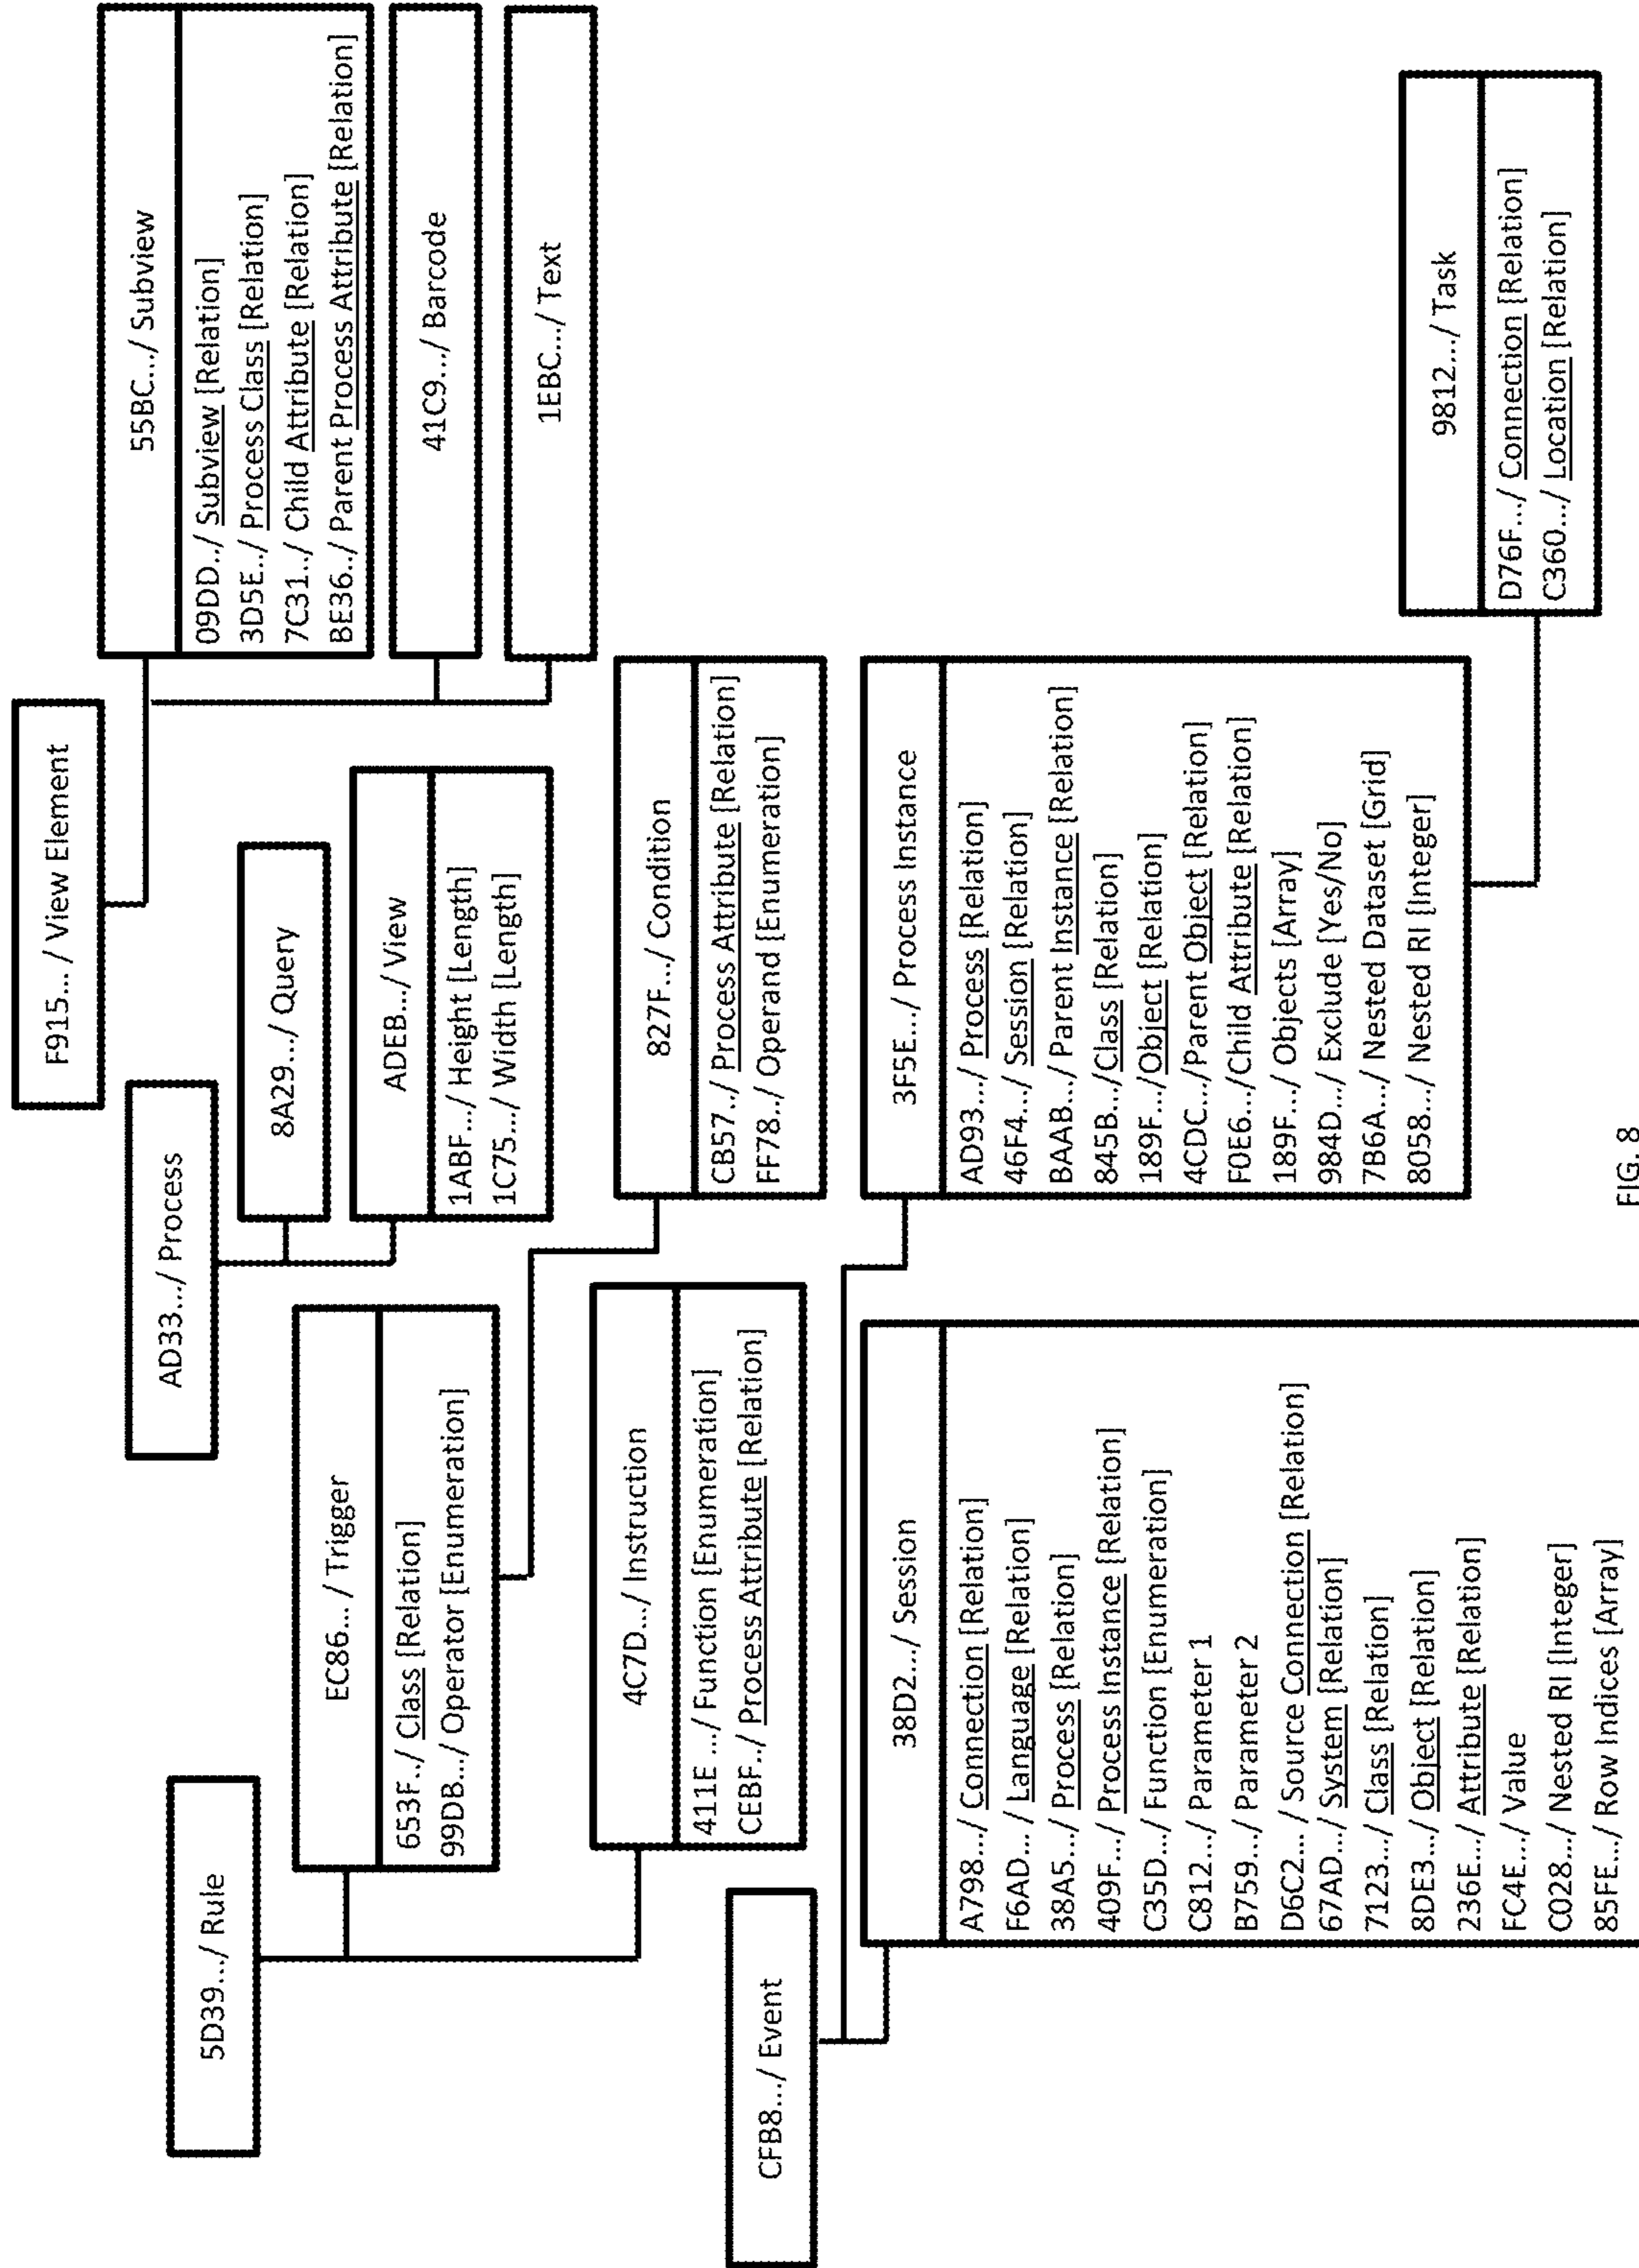 F915... / View Element
55BC.../ Subview
09DD../ Subview [Relation]
3D5E../ Process Class [Relation]
7C31../ Child Attribute [Relation]
BE36../ Parent Process Attribute [Relation]
41C9.../ Barcode
1EBC.../ Text
AD33.../ Process
8A29.../ Query
ADEB.../ View
1ABF.../ Height [Length]
1C75.../ Width [Length]
5D39.../ Rule
EC86... / Trigger
653F../ Class [Relation]
99DB../ Operator [Enumeration]
827F.../ Condition
CB57../ Process Attribute [Relation]
FF78../ Operand [Enumeration]
4C7D.../ Instruction
411E .../ Function [Enumeration]
CEBF../ Process Attribute [Relation]
CFB8.../ Event
38D2.../ Session
A798.../ Connection [Relation]
F6AD... / Language [Relation]
38A5.../ Process [Relation]
409F.../ Process Instance [Relation]
C35D.../ Function [Enumeration]
C812.../ Parameter 1
B759.../ Parameter 2
D6C2... / Source Connection [Relation]
67AD.../ System [Relation]
7123.../ Class [Relation]
8DE3.../ Object [Relation]
236E.../ Attribute [Relation]
FC4E.../ Value
C028.../ Nested RI [Integer]
85FE.../ Row Indices [Array]
3F5E.../ Process Instance
AD93.../ Process [Relation]
46F4.../ Session [Relation]
BAAB../ Parent Instance [Relation]
845B.../Class [Relation]
189F.../Object [Relation]
4CDC.../Parent Object [Relation]
F0E6.../Child Attribute [Relation]
189F.../ Objects [Array]
984D.../ Exclude [Yes/No]
7B6A.../ Nested Dataset [Grid]
8058.../ Nested RI [Integer]
9812.../ Task
D76F.../ Connection [Relation]
C360.../ Location [Relation]
FIG. 8